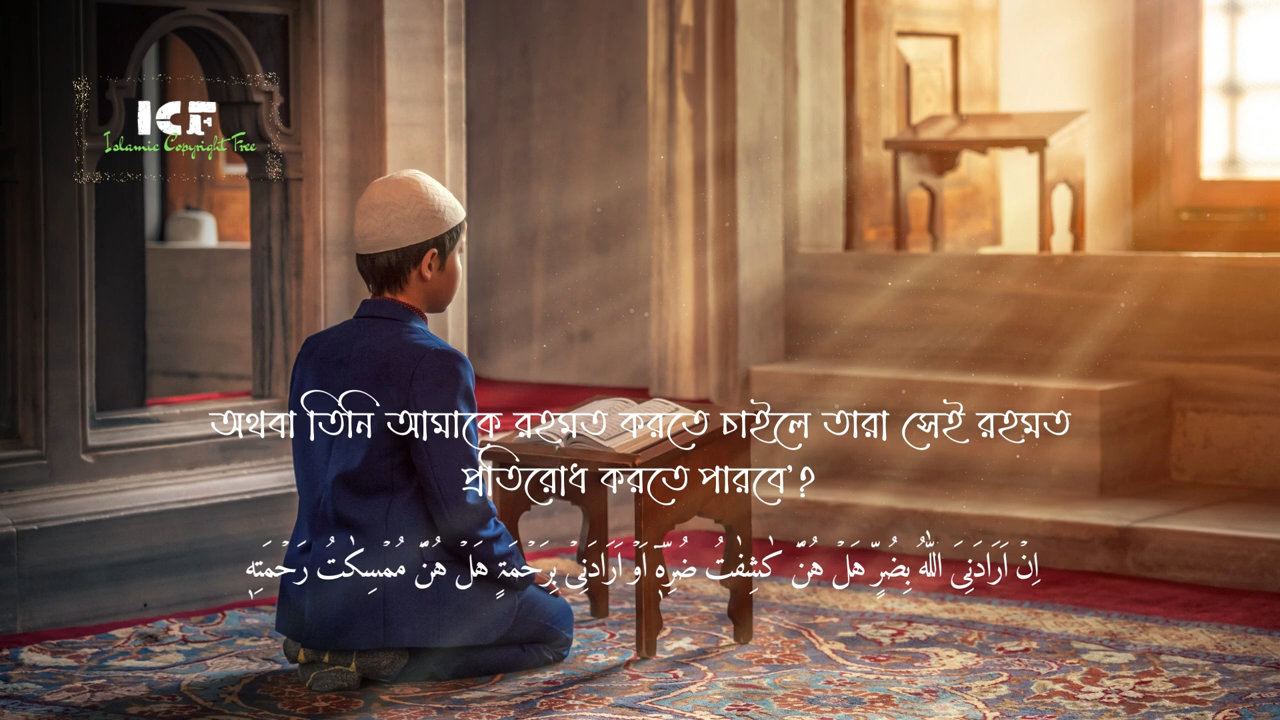 ICF
Islamic Copyright Free
অথবা তিনি আমাকে রহমত করতে চাইলে তারা সেই রহমত
প্রতিরোধ করতে পারবে’?
اِنْ اَرَادَنِىَ اللّٰهُ بِضُرٍّ هَلْ هُنَّ كٰشِفٰتُ ضُرِّهٖۤ اَوْ اَرَادَنِىْ بِرَحْمَةٍ هَلْ هُنَّ مُمْسِكٰتُ رَحْمَتِهٖ